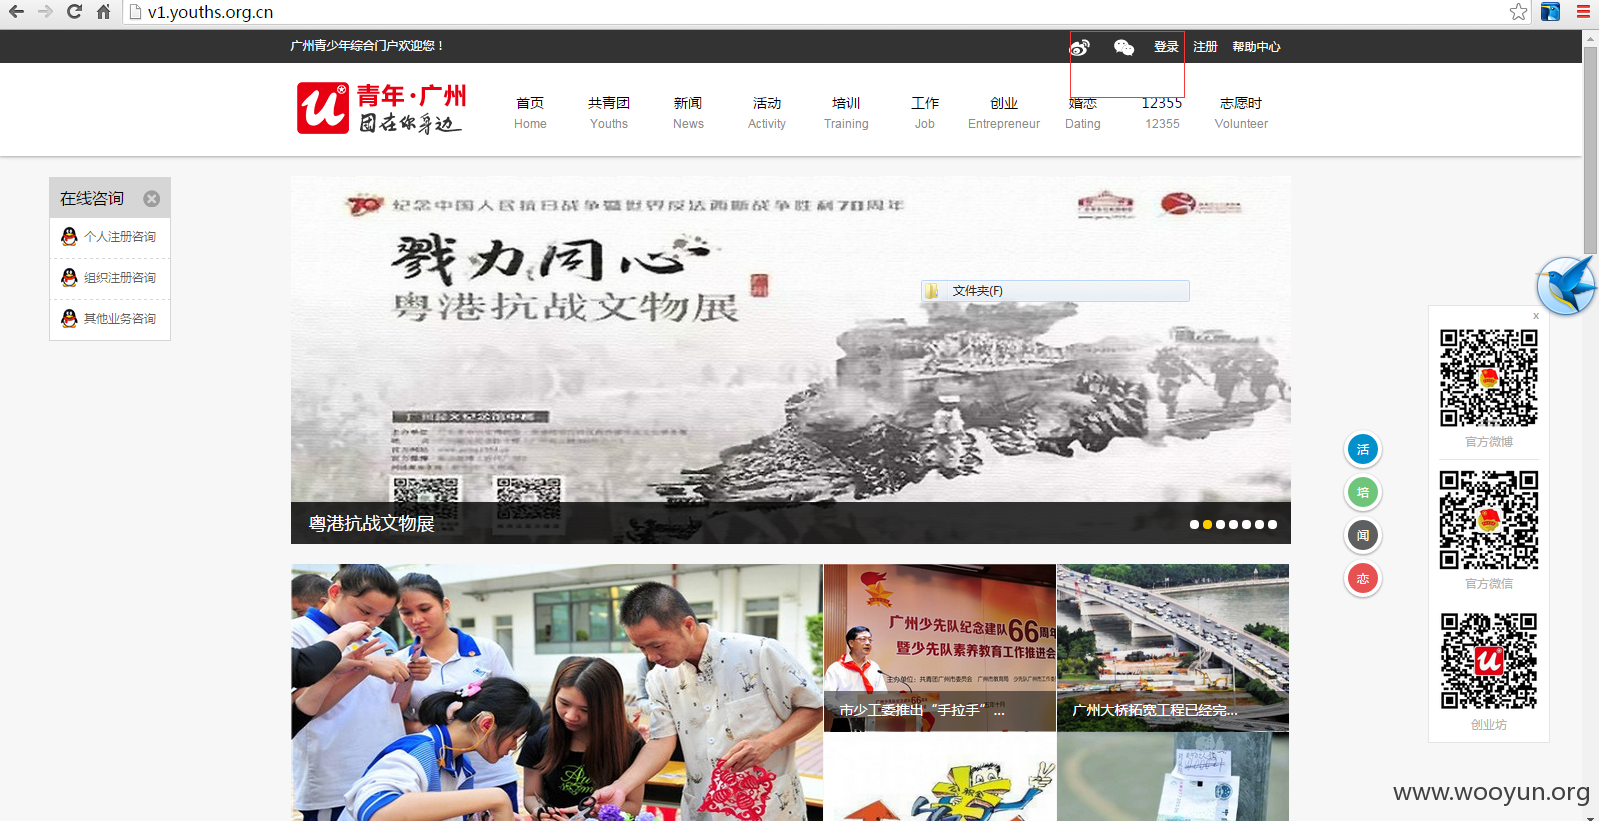 v1.youths.org.cn
广州青少年综合门户欢迎您！
登录 注册 帮助中心
青年·广州
团在你身边
首页 共青团 新闻 活动 培训 工作 创业 婚恋 12355 志愿时
Home Youths News Activity Training Job Entrepreneur Dating 12355 Volunteer
在线咨询
个人注册咨询
组织注册咨询
其他业务咨询
70 纪念中国人民抗日战争暨世界反法西斯战争胜利70周年
戮力同心
粤港抗战文物展
文件夹(F)
粤港抗战文物展
x
官方微博
官方微信
创业坊
活
培
闻
恋
广州少先队纪念建队66周年
暨少先队素养教育工作推进会
市少工委推出“手拉手”...
广州大桥拓宽工程已经完...
www.wooyun.org